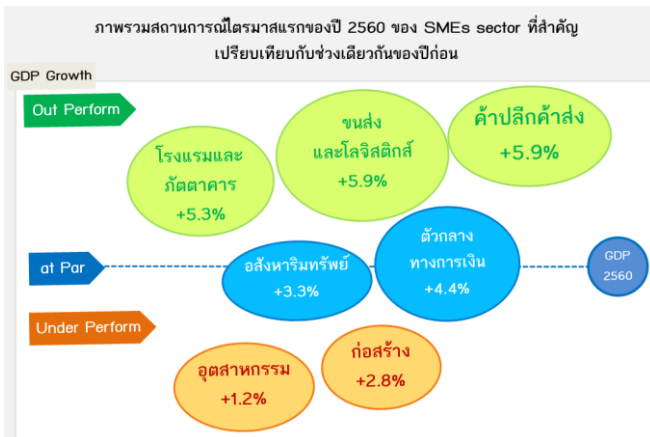 ภาพรวมสถานการณ์ไตรมาสแรกของปี 2560 ของ SMEs sector ที่สำคัญ
เปรียบเทียบกับช่วงเดียวกันของปีก่อน
GDP Growth
Out Perform
โรงแรมและ
ภัตตาคาร
+5.3%
ขนส่ง
และโลจิสติกส์
+5.9%
ค้าปลีกค้าส่ง
+5.9%
at Par
อสังหาริมทรัพย์
+3.3%
ตัวกลาง
ทางการเงิน
+4.4%
GDP
2560
Under Perform
อุตสาหกรรม
+1.2%
ก่อสร้าง
+2.8%